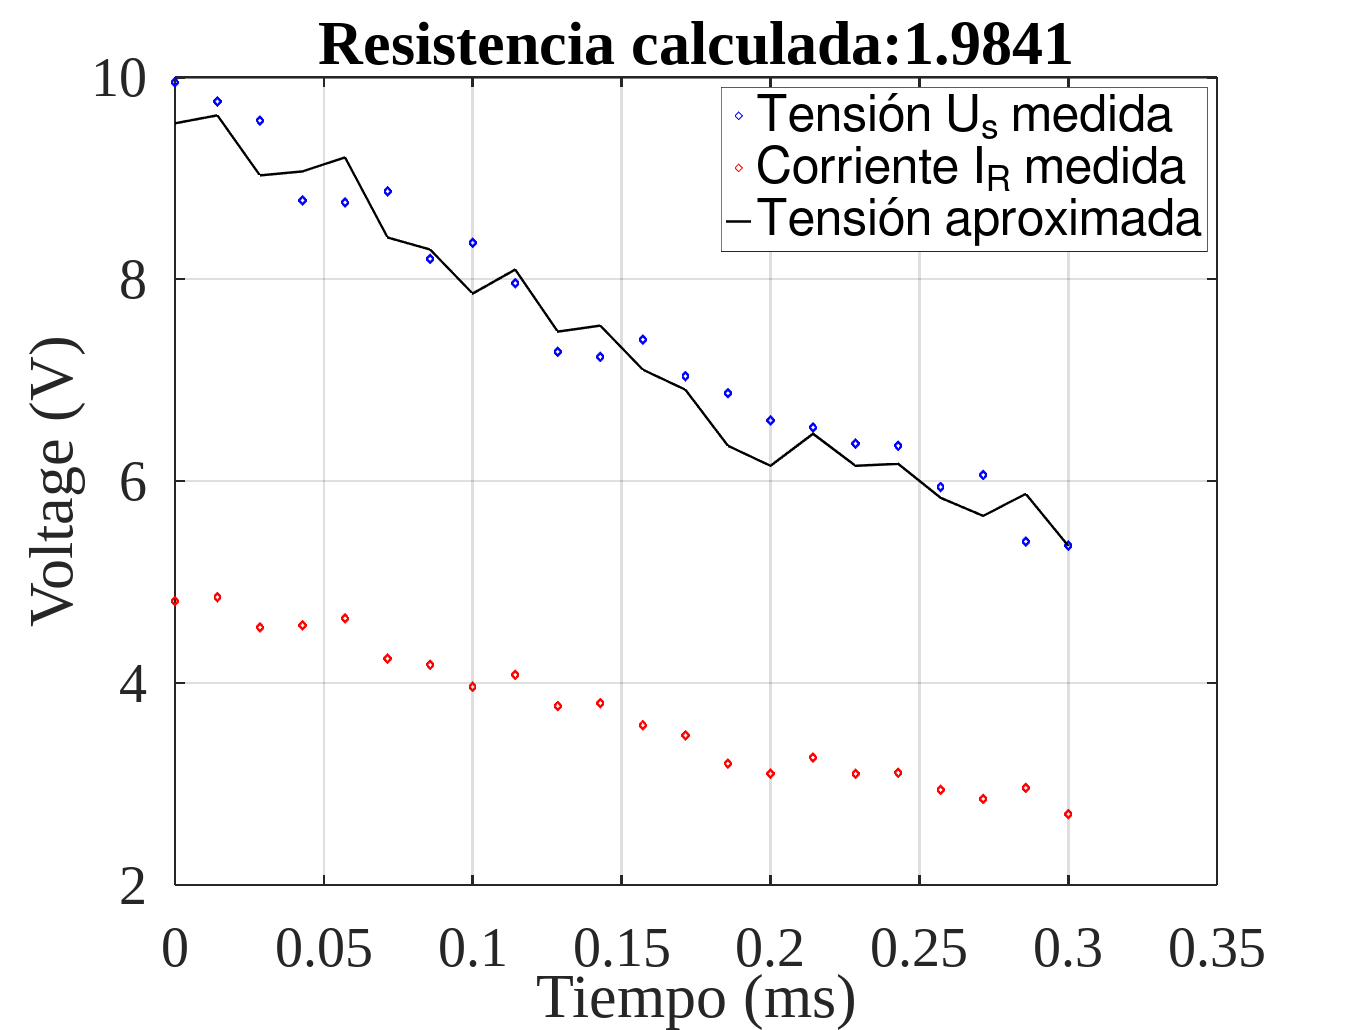 Resistencia calculada:1.9841
Tensión Us medida
Corriente IR medida
Tensión aproximada
Voltage (V)
10
8
6
4
2
0 0.05 0.1 0.15 0.2 0.25 0.3 0.35
Tiempo (ms)